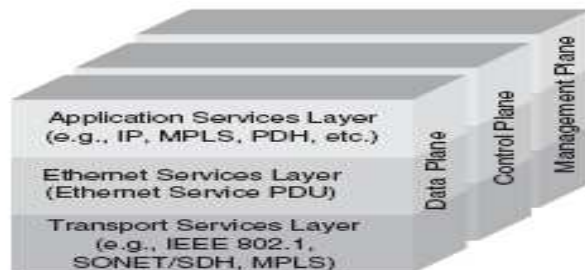 Application Services Layer
(e.g., IP, MPLS, PDH, etc.)
Ethernet Services Layer
(Ethernet Service PDU)
Transport Services Layer
(e.g., IEEE 802.1,
SONET/SDH, MPLS)
Data Plane
Control Plane
Management Plane